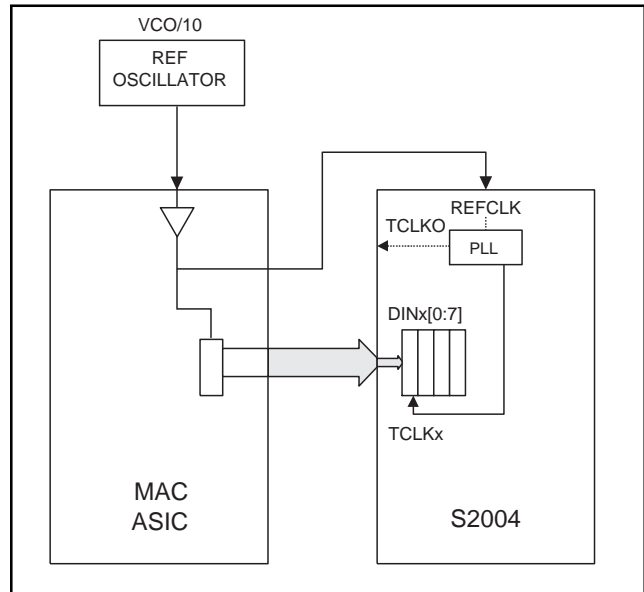 VCO/10
REF
OSCILLATOR
REFCLK
TCLKO
PLL
DINx[0:7]
TCLKx
MAC
ASIC
S2004